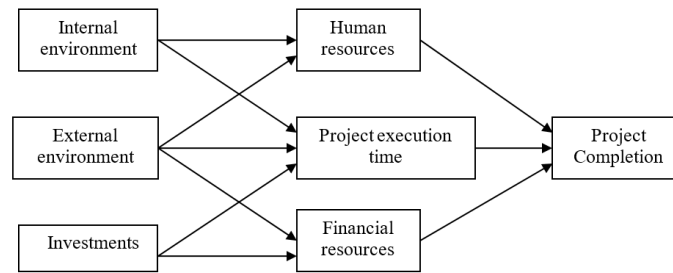 Internal
environment
Human
resources
External
environment
Project execution
time
Project
Completion
Investments
Financial
resources